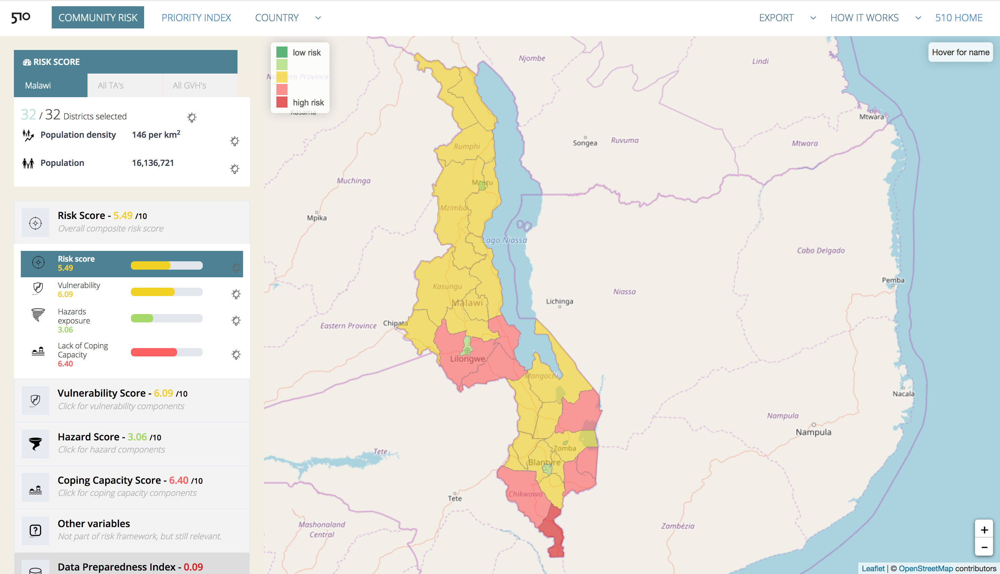 510
COMMUNITY RISK
PRIORITY INDEX
COUNTRY
EXPORT
HOW IT WORKS
510 HOME
RISK SCORE
Malawi
All TA's
All GVH's
32 / 32 Districts selected
Population density 146 per km²
Population 16,136,721
Risk Score - 5.49 /10
Overall composite risk score
Risk score
5.49
Vulnerability
6.09
Hazards
exposure
3.06
Lack of Coping
Capacity
6.40
Vulnerability Score - 6.09 /10
Click for vulnerability components
Hazard Score - 3.06 /10
Click for hazard components
Coping Capacity Score - 6.40 /10
Click for coping capacity components
Other variables
Not part of risk framework, but still relevant.
Data Preparedness Index - 0.09
low risk
high risk
Hover for name
Northern Province
Kasama
Njombe
Lindi
Mtwara
Songea
Ruvuma
Mtwara
Rumphi
Muchinga
Mzuzu
Mzimba
Mpika
Lago Niassa
Cabo Delgado
Pemba
Kasungu
Niassa
Malawi
Lichinga
Chipata
Eastern Province
Lilongwe
Mangochi
Nacala
Nampula
Nampula
Tete
Zomba
Blantyre
Chikwawa
Tete
Mashonaland
Central
Zambézia
+
−
Leaflet | © OpenStreetMap contributors